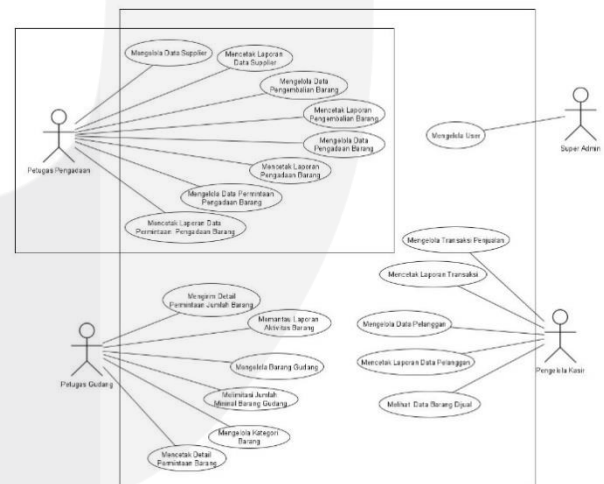 Mengelola Data Supplier
Mencetak Laporan
Data Supplier
Mengelola Data
Pengembalian Barang
Mencetak Laporan
Pengembalian Barang
Mengelola Data
Pengadaan Barang
Mencetak Laporan
Pengadaan Barang
Mengelola Data Permintaan
Pengadaan Barang
Mencetak Laporan Data
Permintaan Pengadaan Barang
Petugas Pengadaan
Mengelola User
Super Admin
Mengelola Transaksi Penjualan
Mencetak Laporan Transaksi
Mengelola Data Pelanggan
Mencetak Laporan Data Pelanggan
Melihat Data Barang Dijual
Pengelola Kasir
Mengirim Detail
Permintaan Jumlah Barang
Memantau Laporan
Aktivitas Barang
Mengelola Barang Gudang
Melimitasi Jumlah
Minimal Barang Gudang
Mengelola Kategori
Barang
Mencetak Detail
Permintaan Barang
Petugas Gudang